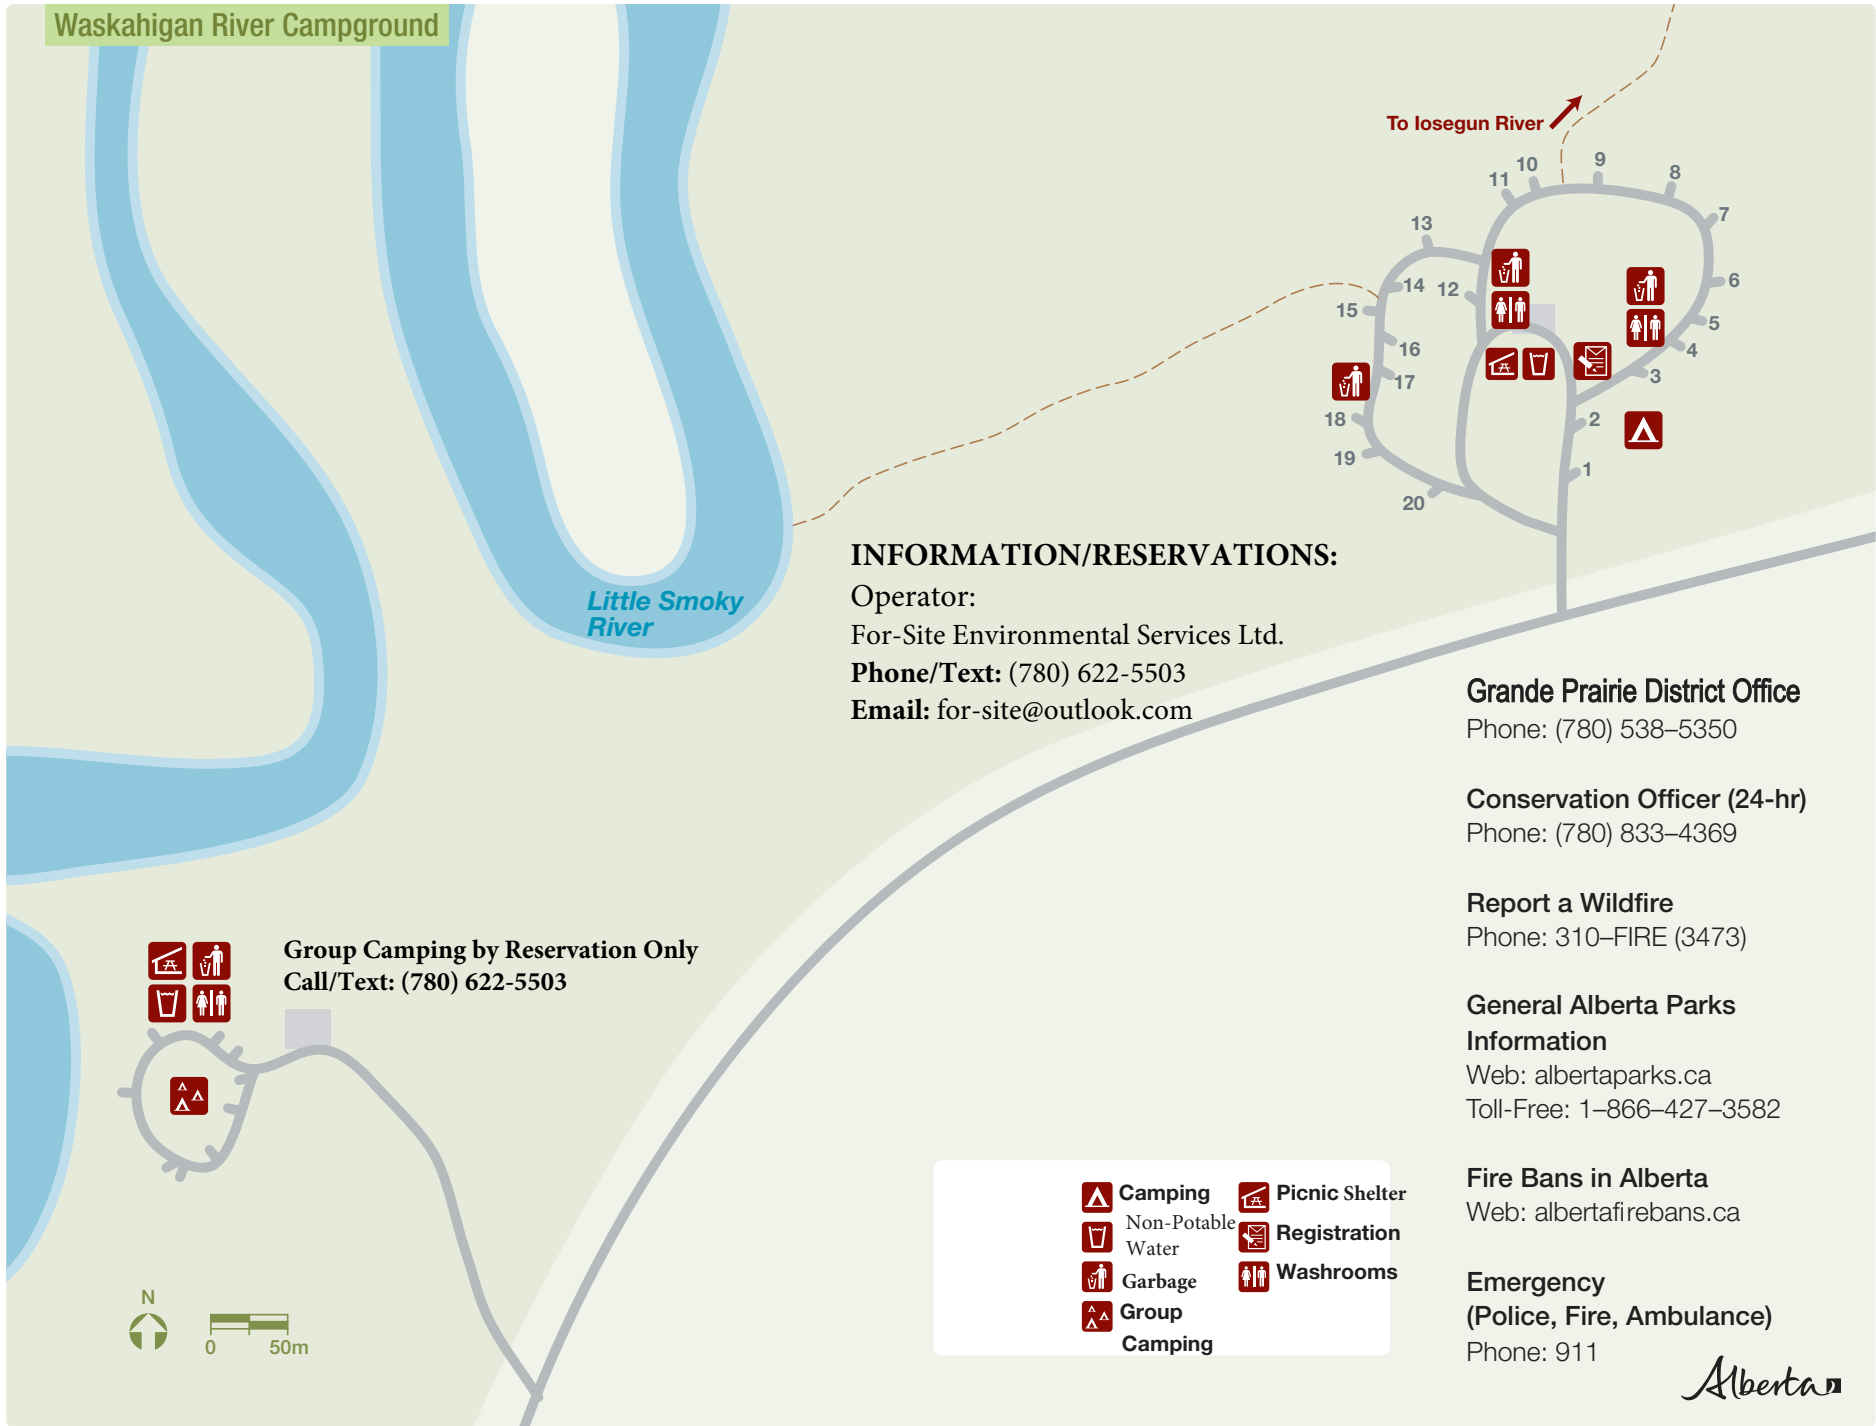 Waskahigan River Campground
To Iosegun River
10
9
8
11
7
13
14
12
6
15
5
16
4
17
3
18
2
19
1
20
Little Smoky
River
INFORMATION/RESERVATIONS:
Operator:
For-Site Environmental Services Ltd.
Phone/Text: (780) 622-5503
Email: for-site@outlook.com
Grande Prairie District Office
Phone: (780) 538–5350
Conservation Officer (24-hr)
Phone: (780) 833–4369
Report a Wildfire
Phone: 310–FIRE (3473)
General Alberta Parks
Information
Web: albertaparks.ca
Toll-Free: 1–866–427–3582
Fire Bans in Alberta
Web: albertafirebans.ca
Emergency
(Police, Fire, Ambulance)
Phone: 911
Group Camping by Reservation Only
Call/Text: (780) 622-5503
Camping
Non-Potable
Water
Garbage
Group
Camping
Picnic Shelter
Registration
Washrooms
N
0 50m
Alberta